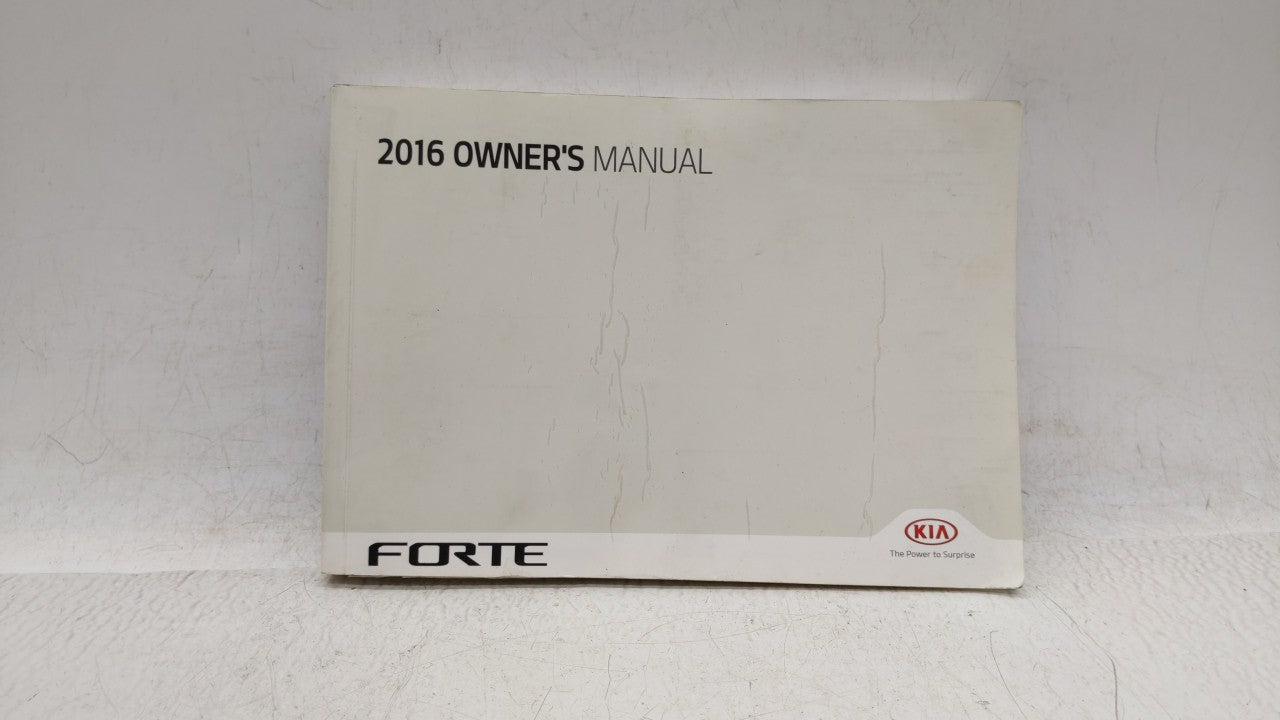 2016 OWNER'S MANUAL
FORTE
KIA
The Power to Surprise